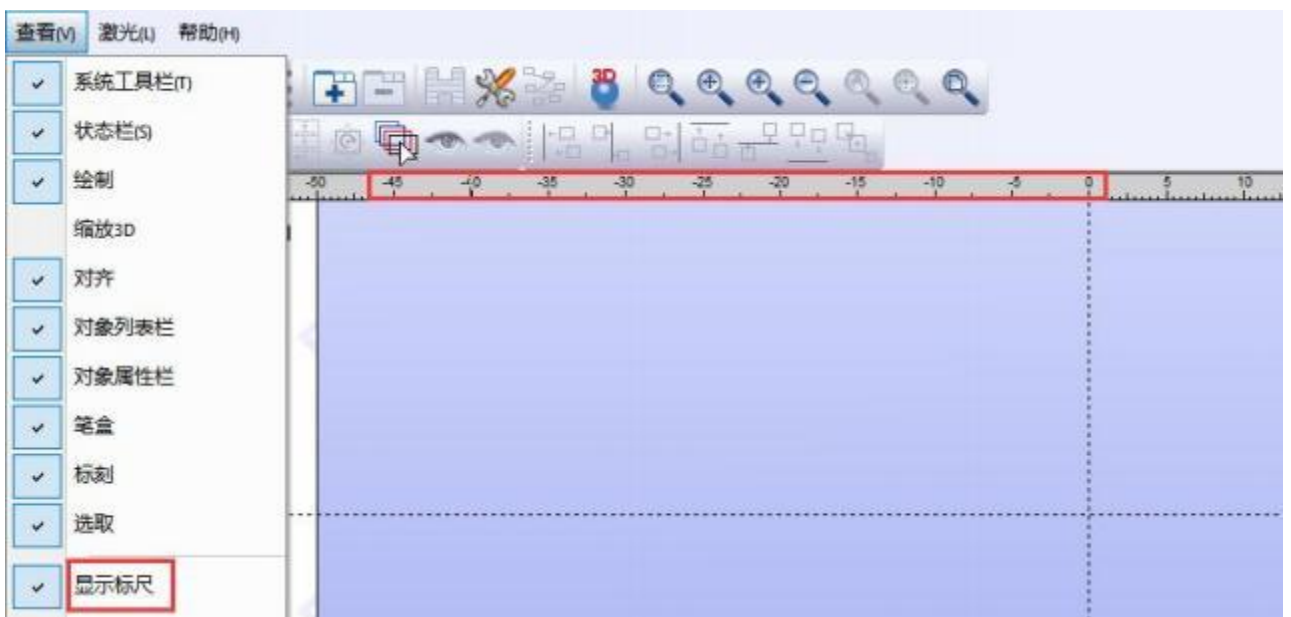 查看(V) 激光(L) 帮助(H)
系统工具栏(T)
3D
状态栏(S)
绘制
-50 -45 -40 -35 -30 -25 -20 -15 -10 -5 0 5 10
缩放3D
对齐
对象列表栏
对象属性栏
笔盒
标刻
选取
显示标尺